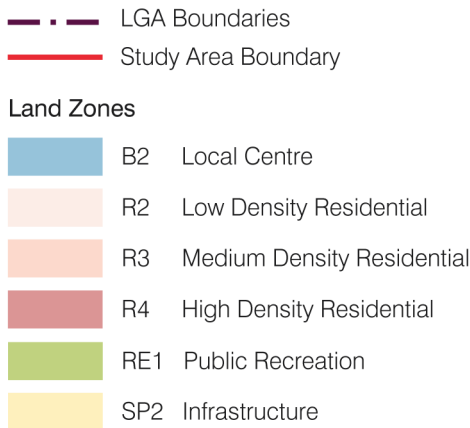 LGA Boundaries
Study Area Boundary
Land Zones
B2 Local Centre
R2 Low Density Residential
R3 Medium Density Residential
R4 High Density Residential
RE1 Public Recreation
SP2 Infrastructure